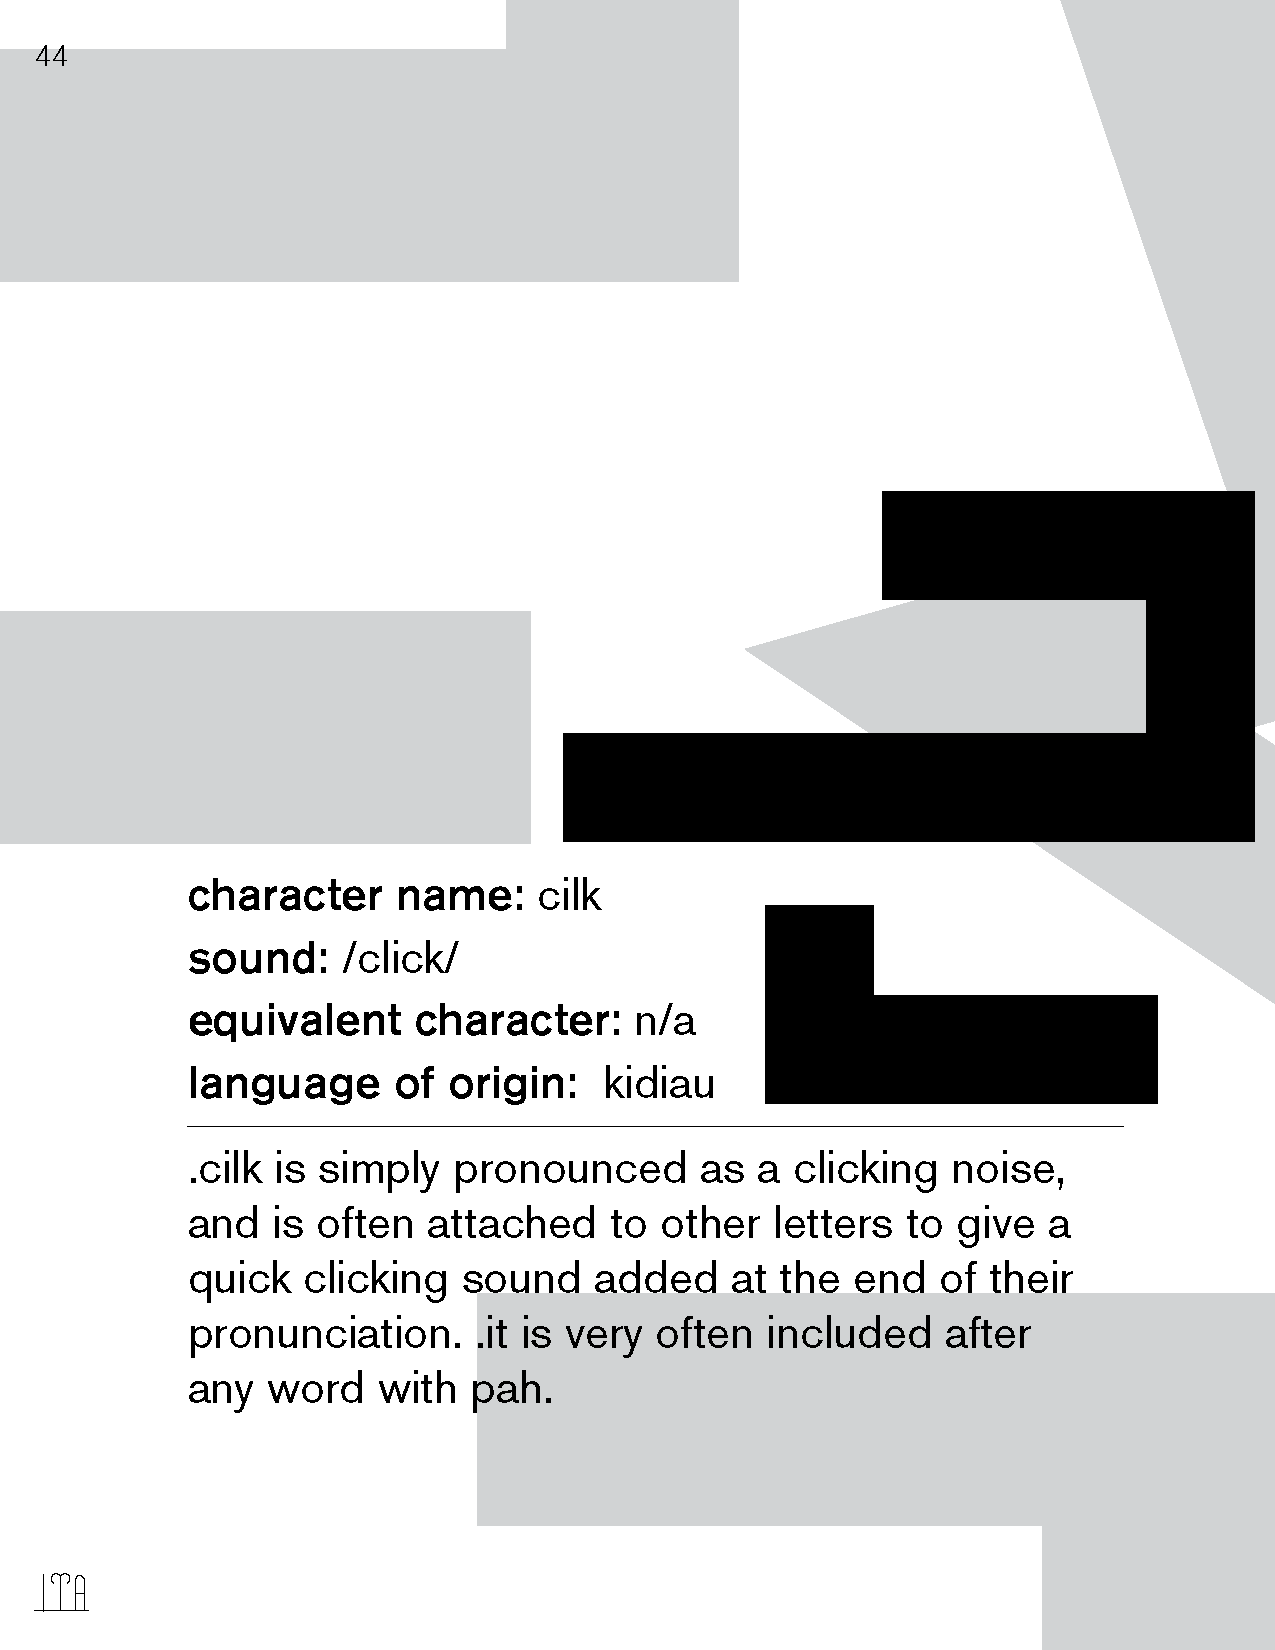 44
character name: cilk
sound: /click/
equivalent character: n/a
language of origin: kidiau
.cilk is simply pronounced as a clicking noise,
and is often attached to other letters to give a
quick clicking sound added at the end of their
pronunciation. .it is very often included after
any word with pah.